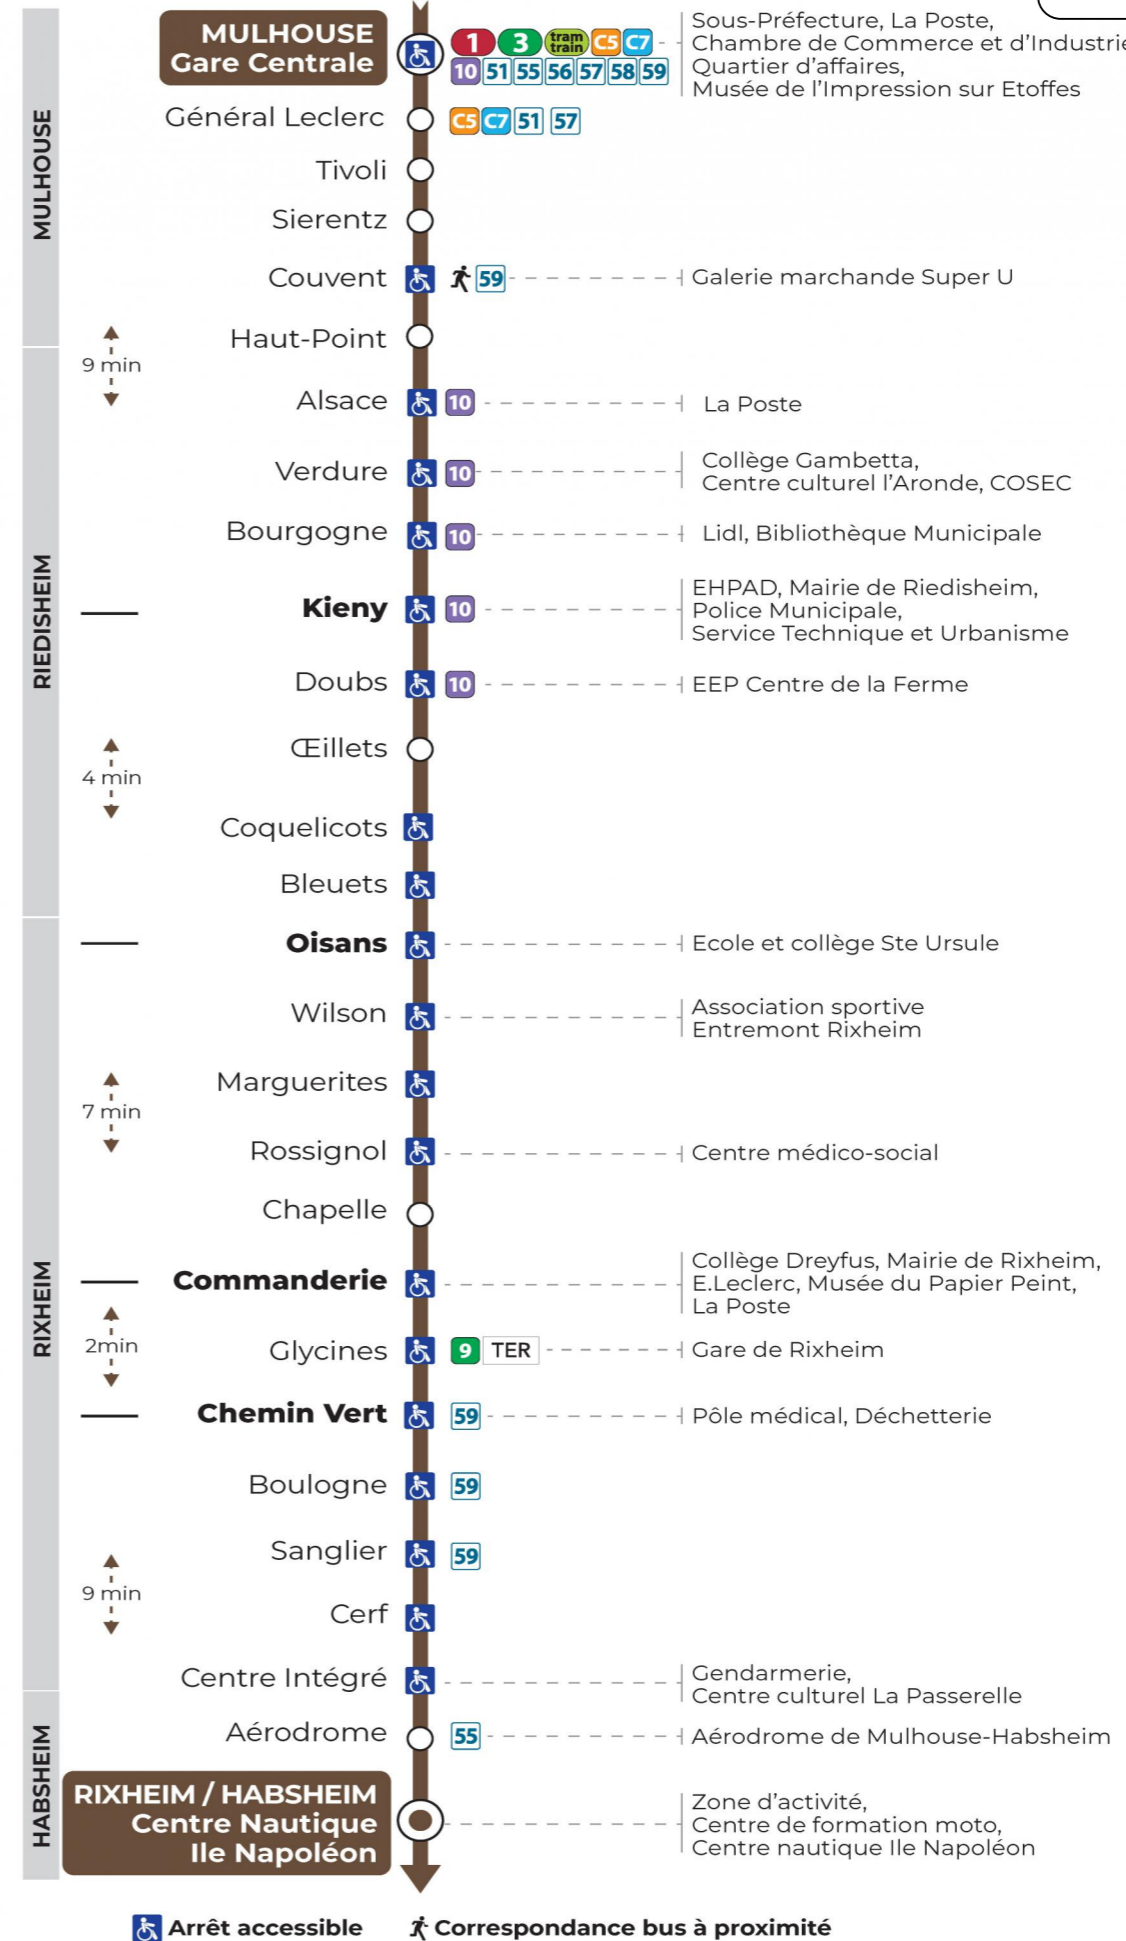 MULHOUSE
MULHOUSE
Gare Centrale
1 3 tram train C5 C7
10 51 55 56 57 58 59
Sous-Préfecture, La Poste,
Chambre de Commerce et d'Industrie
Quartier d'affaires,
Musée de l'Impression sur Etoffes
Général Leclerc
C5 C7 51 57
Tivoli
Sierentz
Couvent
59
Galerie marchande Super U
Haut-Point
9 min
RIEDISHEIM
Alsace
10
La Poste
Verdure
10
Collège Gambetta,
Centre culturel l'Aronde, COSEC
Bourgogne
10
Lidl, Bibliothèque Municipale
Kieny
10
EHPAD, Mairie de Riedisheim,
Police Municipale,
Service Technique et Urbanisme
Doubs
10
EEP Centre de la Ferme
Œillets
4 min
Coquelicots
Bleuets
RIXHEIM
Oisans
Ecole et collège Ste Ursule
Wilson
Association sportive
Entremont Rixheim
Marguerites
7 min
Rossignol
Centre médico-social
Chapelle
Commanderie
Collège Dreyfus, Mairie de Rixheim,
E.Leclerc, Musée du Papier Peint,
La Poste
2min
Glycines
9 TER
Gare de Rixheim
Chemin Vert
59
Pôle médical, Déchetterie
Boulogne
59
Sanglier
59
9 min
Cerf
Centre Intégré
Gendarmerie,
Centre culturel La Passerelle
HABSHEIM
Aérodrome
55
Aérodrome de Mulhouse-Habsheim
RIXHEIM / HABSHEIM
Centre Nautique
Ile Napoléon
Zone d'activité,
Centre de formation moto,
Centre nautique Ile Napoléon
Arrêt accessible
Correspondance bus à proximité